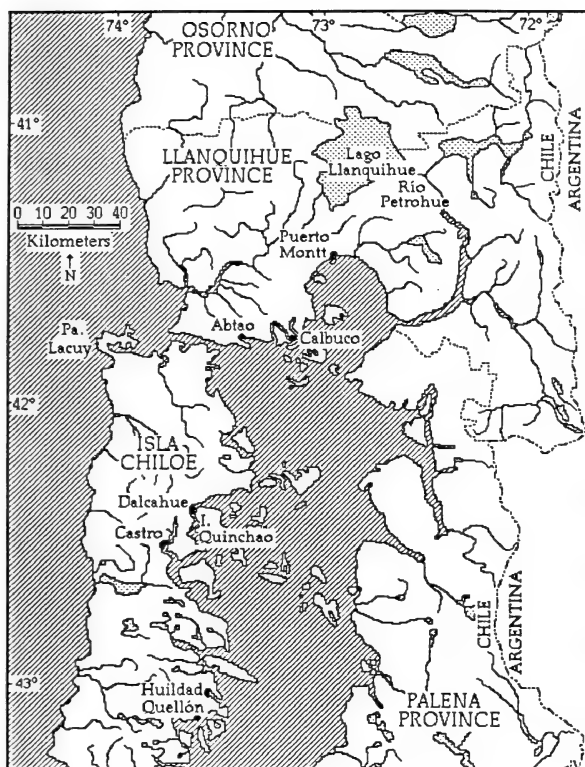 74°
73°
72°
OSORNO
PROVINCE
41°
CHILE
ARGENTINA
LLANQUIHUE
PROVINCE
Lago
Llanquihue
Río
Petrohue
0 10 20 30 40
Kilometers
↑
N
Puerto
Montt
Pa.
Lacuy
Abtao
Calbuco
42°
ISLA
CHILOE
Dalcahue
I.
Quinchao
Castro
CHILE
ARGENTINA
43°
Huildad
Quellón
PALENA
PROVINCE